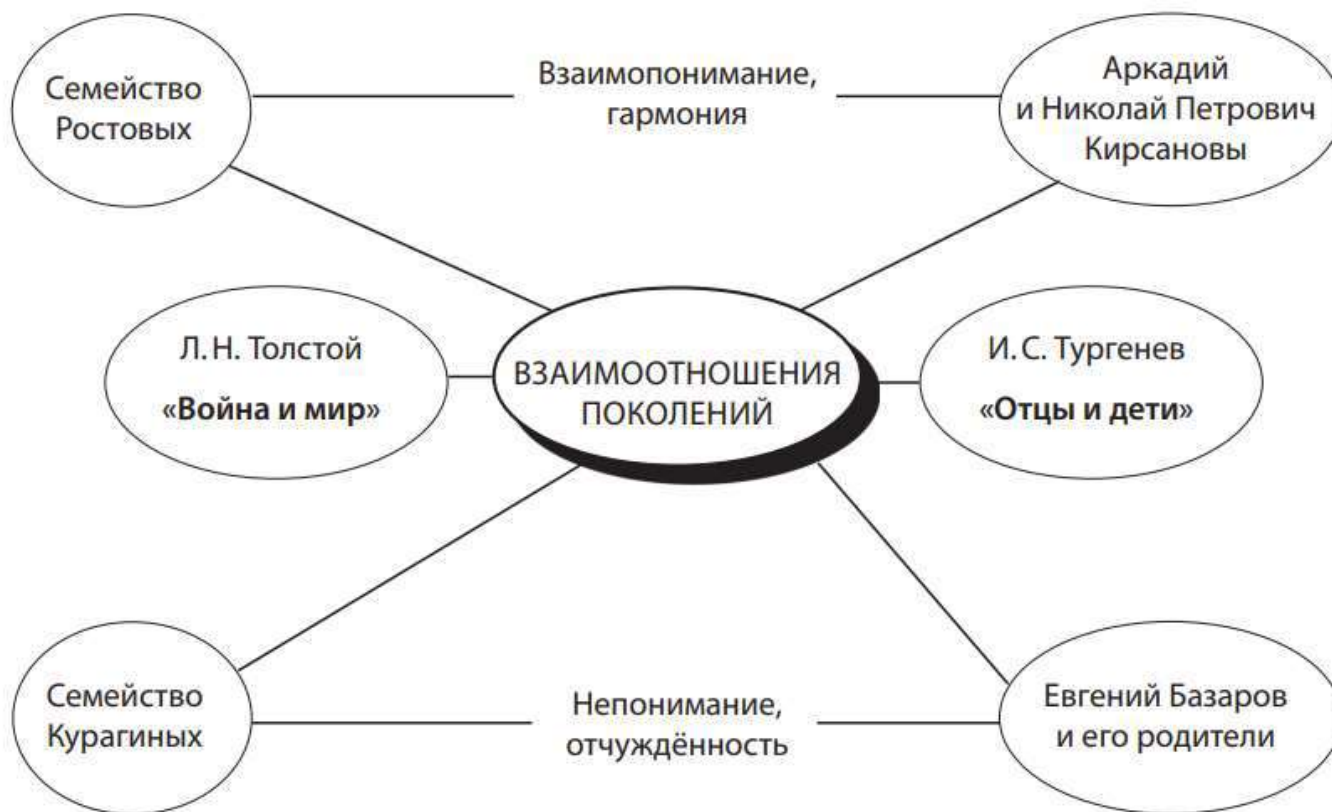 Семейство
Ростовых
Взаимопонимание,
гармония
Аркадий
и Николай Петрович
Кирсановы
Л. Н. Толстой
«Война и мир»
ВЗАИМООТНОШЕНИЯ
ПОКОЛЕНИЙ
И. С. Тургенев
«Отцы и дети»
Семейство
Курагиных
Непонимание,
отчуждённость
Евгений Базаров
и его родители